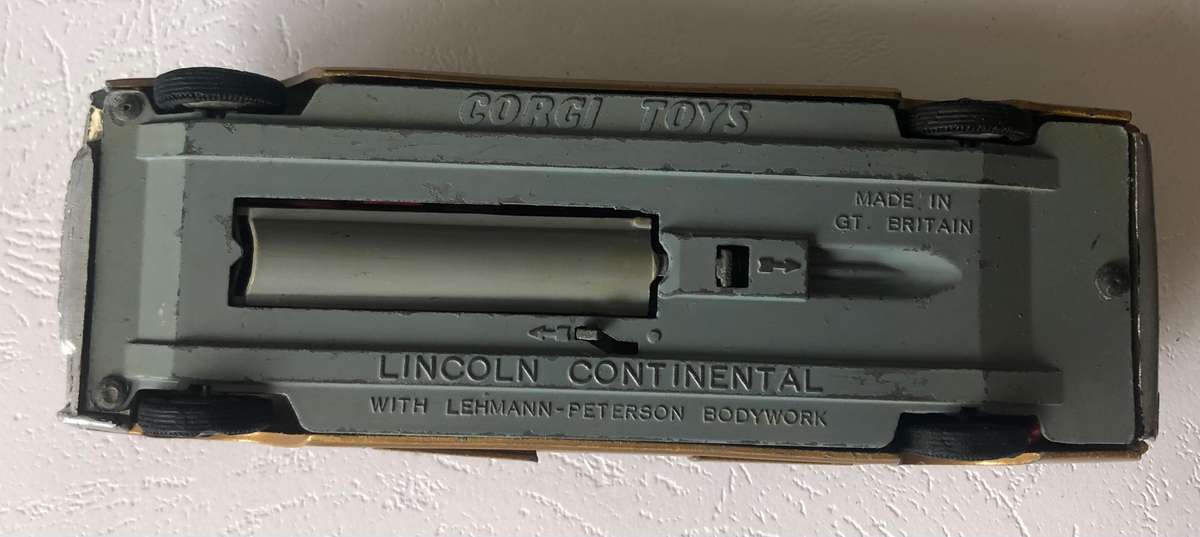 CORGI TOYS
MADE IN
GT. BRITAIN
LINCOLN CONTINENTAL
WITH LEHMANN-PETERSON BODYWORK